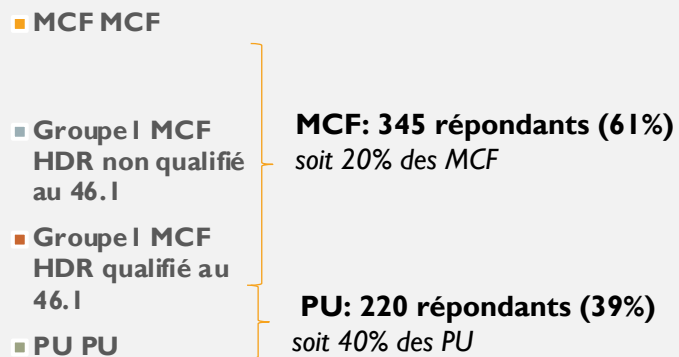 MCF MCF
Groupe1 MCF
HDR non qualifié
au 46.1
Groupe1 MCF
HDR qualifié au
46.1
PU PU
MCF: 345 répondants (61%)
soit 20% des MCF
PU: 220 répondants (39%)
soit 40% des PU